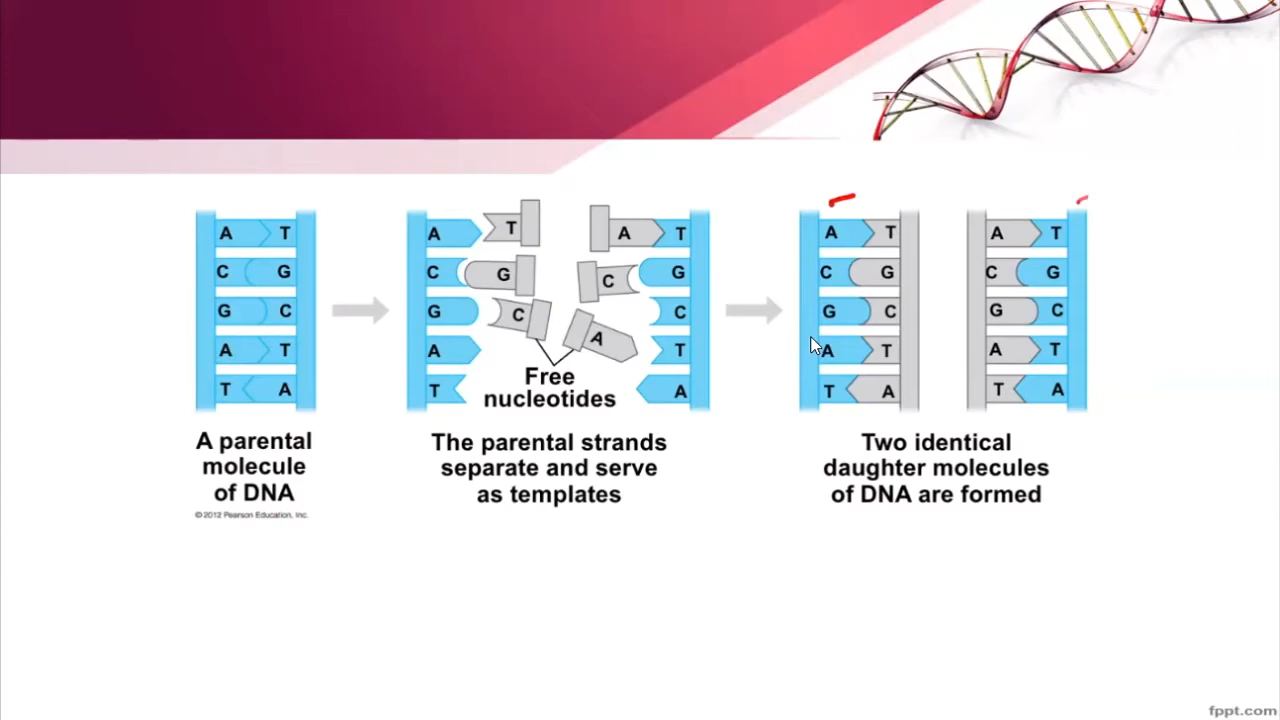 A T
C G
G C
A T
T A
A T A T
C G C G
G C C
A A T
T A
Free
nucleotides
A T
C G
G C
A T
T A
A T
C G
G C
A T
T A
A parental
molecule
of DNA
© 2012 Pearson Education, Inc.
The parental strands
separate and serve
as templates
Two identical
daughter molecules
of DNA are formed
fppt.com